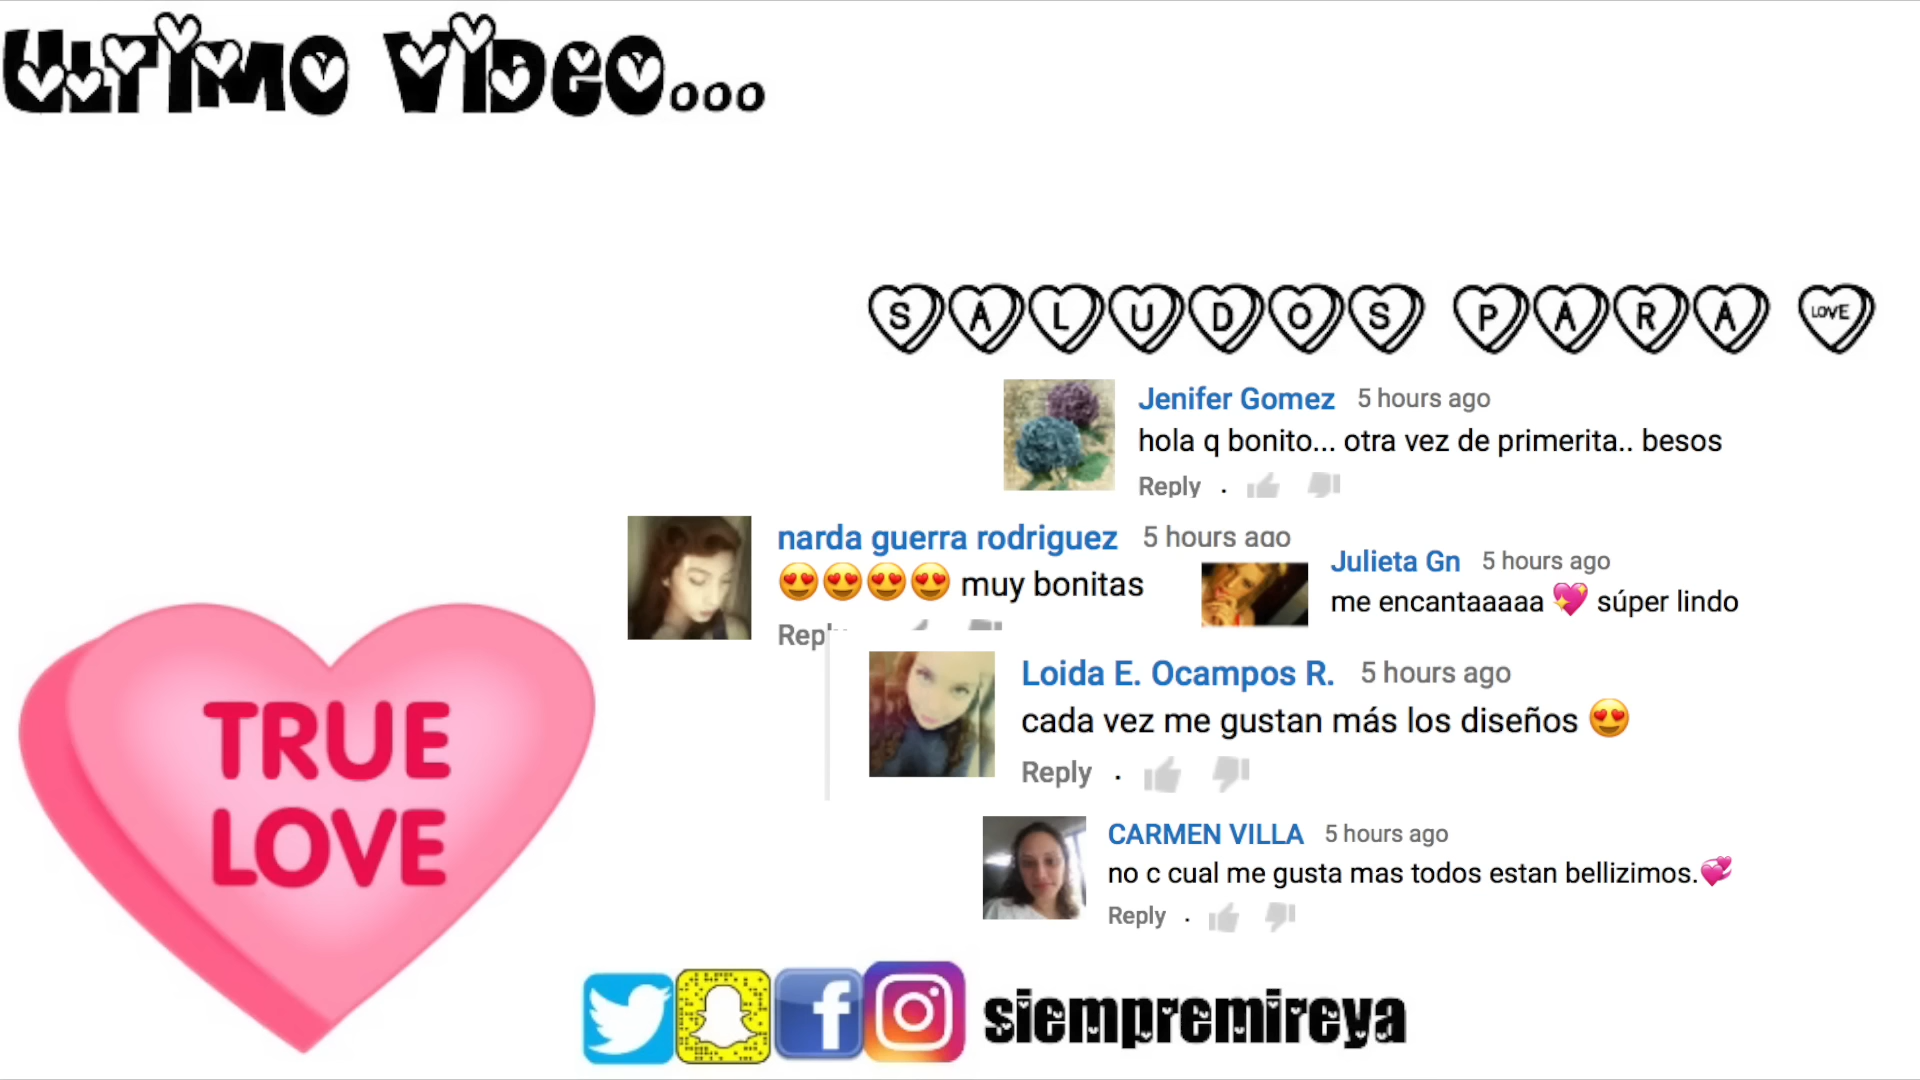 ULTIMO VIDEO...
SALUDOS PARA LOVE
Jenifer Gomez 5 hours ago
hola q bonito... otra vez de primerita.. besos
Reply .
narda guerra rodriguez 5 hours ago
😍😍😍😍 muy bonitas
Reply
Julieta Gn 5 hours ago
me encantaaaaa 💖 súper lindo
Loida E. Ocampos R. 5 hours ago
cada vez me gustan más los diseños 😍
Reply .
CARMEN VILLA 5 hours ago
no c cual me gusta mas todos estan bellizimos.💞
Reply .
TRUE
LOVE
siempremireya